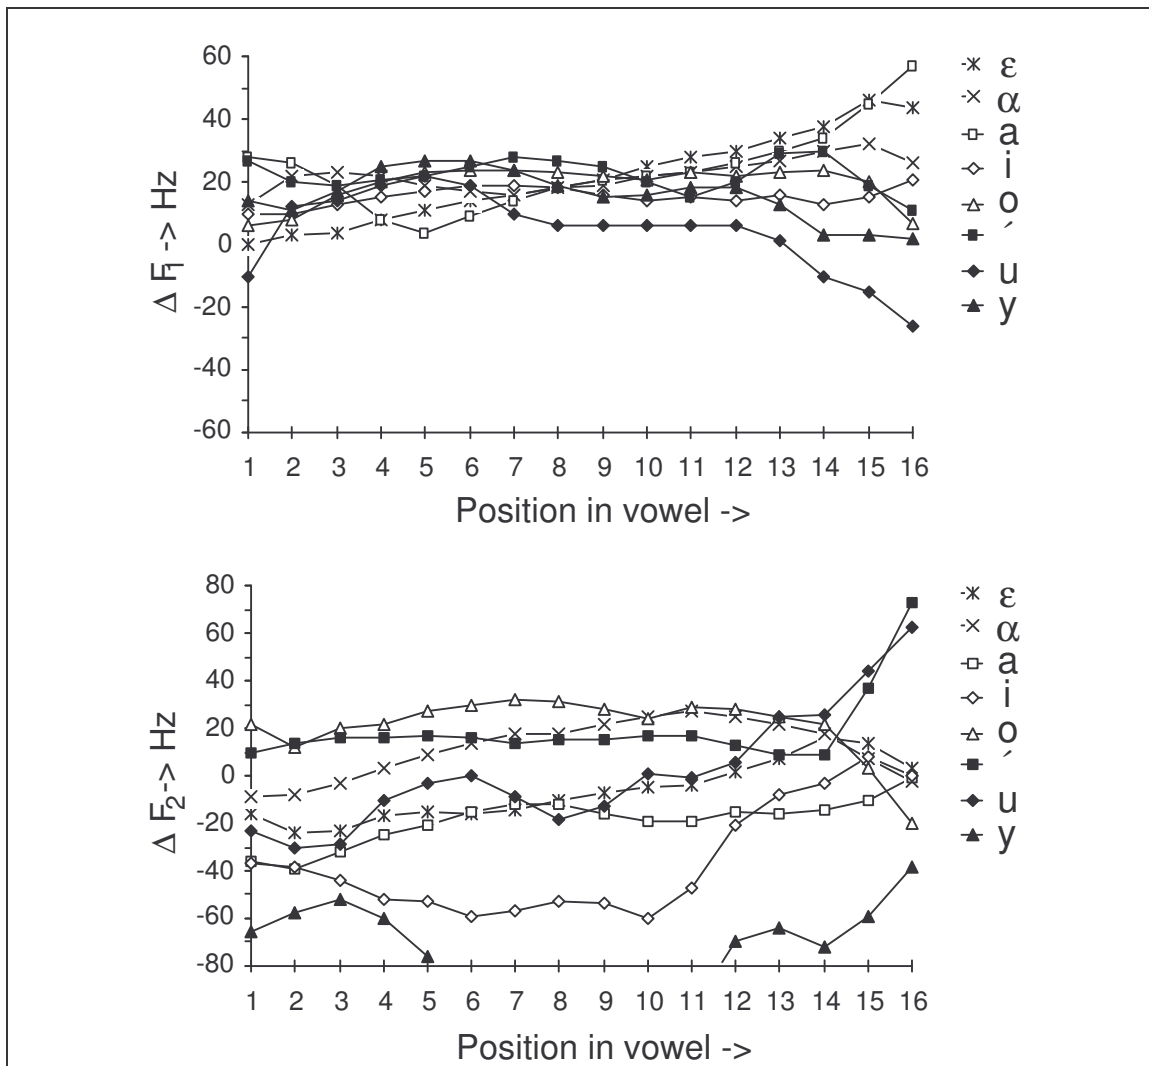 60
40
20
0
-20
-40
-60
Δ F1 -> Hz
1 2 3 4 5 6 7 8 9 10 11 12 13 14 15 16
Position in vowel ->
ε
α
a
i
o
´
u
y
80
60
40
20
0
-20
-40
-60
-80
Δ F2 -> Hz
1 2 3 4 5 6 7 8 9 10 11 12 13 14 15 16
Position in vowel ->
ε
α
a
i
o
´
u
y